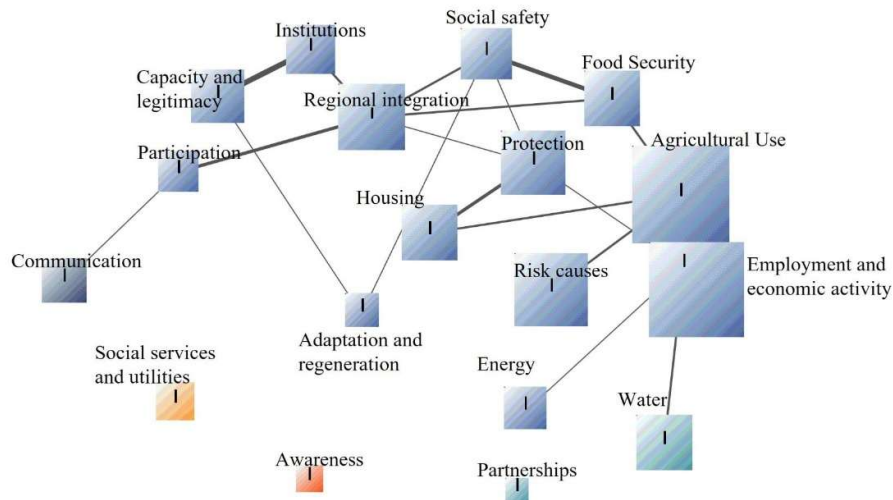 Social safety
Institutions
Food Security
Capacity and
legitimacy
Regional integration
Agricultural Use
Participation
Protection
Housing
Communication
Risk causes
Employment and
economic activity
Adaptation and
regeneration
Social services
and utilities
Energy
Water
Awareness
Partnerships